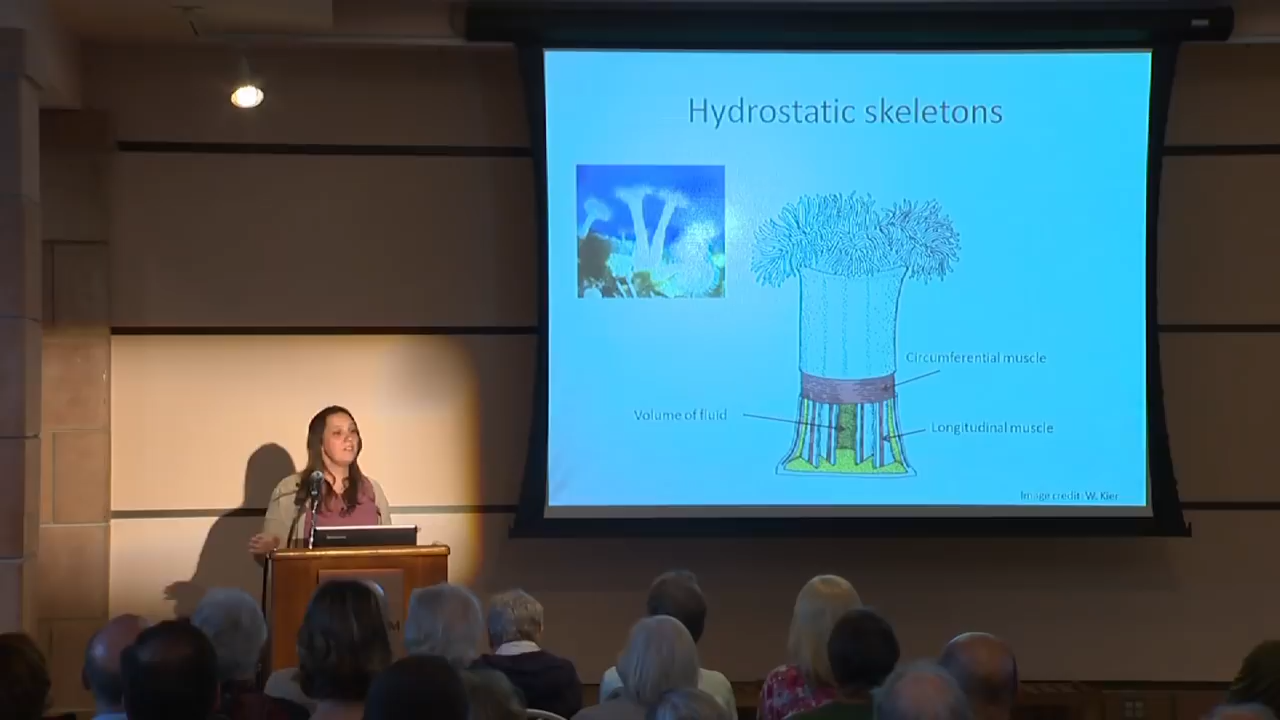 Hydrostatic skeletons
Circumferential muscle
Volume of fluid
Longitudinal muscle
Image credit: W. Kier